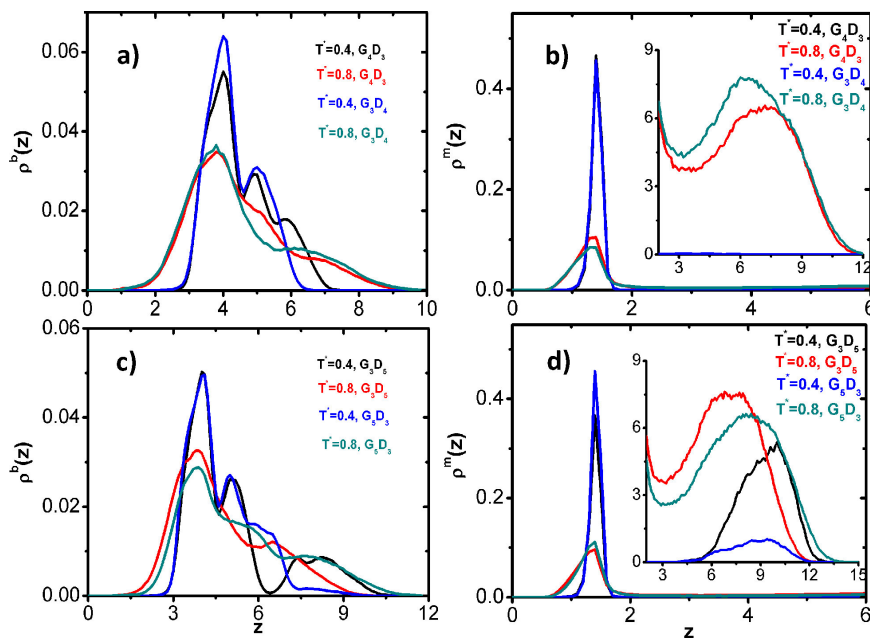 a)
T*=0.4, G4D3
T*=0.8, G4D3
T*=0.4, G3D4
T*=0.8, G3D4
ρb(z)
0.06
0.04
0.02
0.00
0 2 4 6 8 10
b)
T*=0.4, G4D3
T*=0.8, G4D3
T*=0.4, G3D4
T*=0.8, G3D4
ρm(z)
0.4
0.2
0.0
0 2 4 6
9
6
3
0
3 6 9 12
c)
T*=0.4, G3D5
T*=0.8, G3D5
T*=0.4, G5D3
T*=0.8, G5D3
ρb(z)
0.06
0.04
0.02
0.00
0 3 6 9 12
z
d)
T*=0.4, G3D5
T*=0.8, G3D5
T*=0.4, G5D3
T*=0.8, G5D3
ρm(z)
0.4
0.2
0.0
0 2 4 6
z
9
6
3
0
3 6 9 12 15